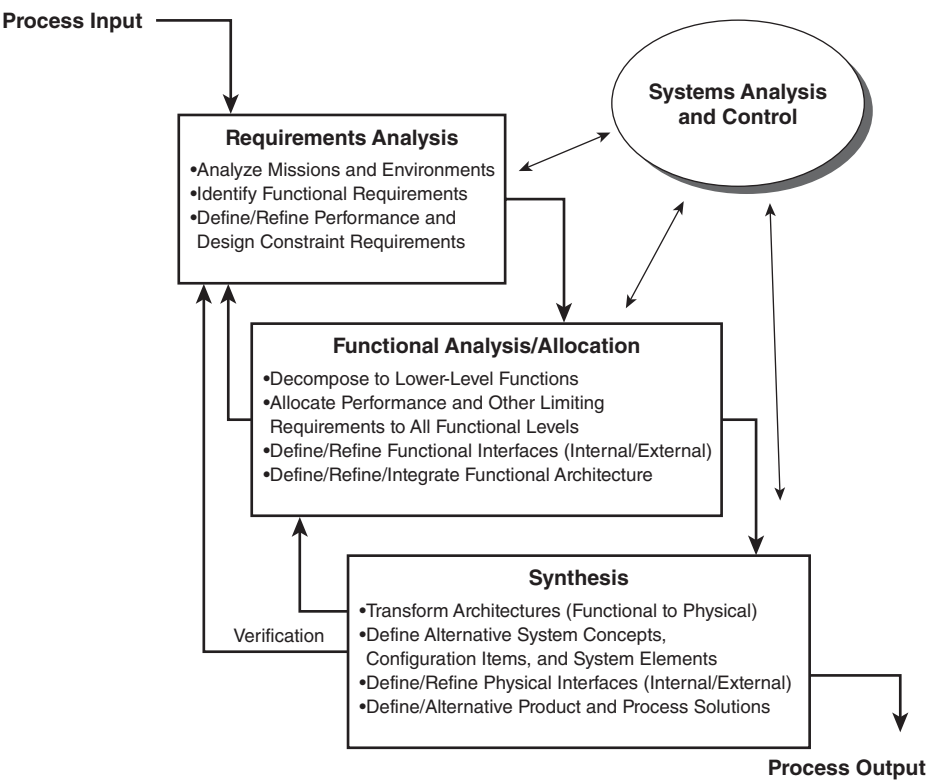 Process Input
Systems Analysis
and Control
Requirements Analysis
•Analyze Missions and Environments
•Identify Functional Requirements
•Define/Refine Performance and
Design Constraint Requirements
Functional Analysis/Allocation
•Decompose to Lower-Level Functions
•Allocate Performance and Other Limiting
Requirements to All Functional Levels
•Define/Refine Functional Interfaces (Internal/External)
•Define/Refine/Integrate Functional Architecture
Synthesis
•Transform Architectures (Functional to Physical)
•Define Alternative System Concepts,
Configuration Items, and System Elements
•Define/Refine Physical Interfaces (Internal/External)
•Define/Alternative Product and Process Solutions
Verification
Process Output